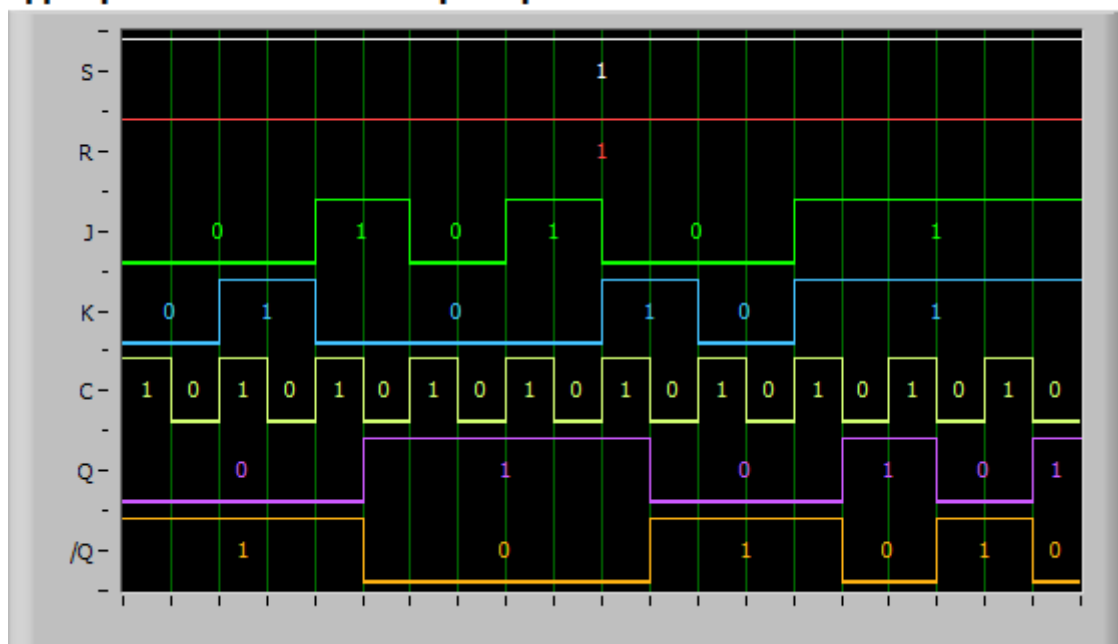 S 1
R 1
J 0 1 0 1 0 1
K 0 1 0 1 0 1
C 1 0 1 0 1 0 1 0 1 0 1 0 1 0 1 0 1 0 1 0
Q 0 1 0 1 0 1
/Q 1 0 1 0 1 0